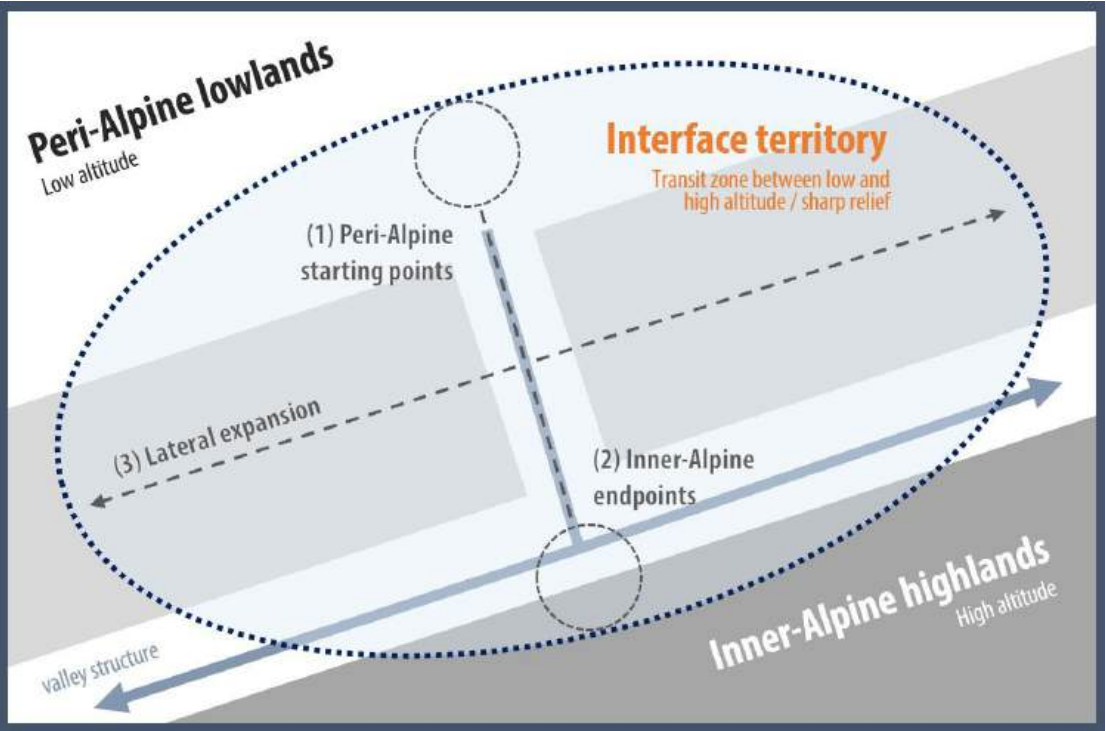 Peri-Alpine lowlands
Low altitude
Interface territory
Transit zone between low and
high altitude / sharp relief
(1) Peri-Alpine
starting points
(3) Lateral expansion
(2) Inner-Alpine
endpoints
Inner-Alpine highlands
High altitude
valley structure